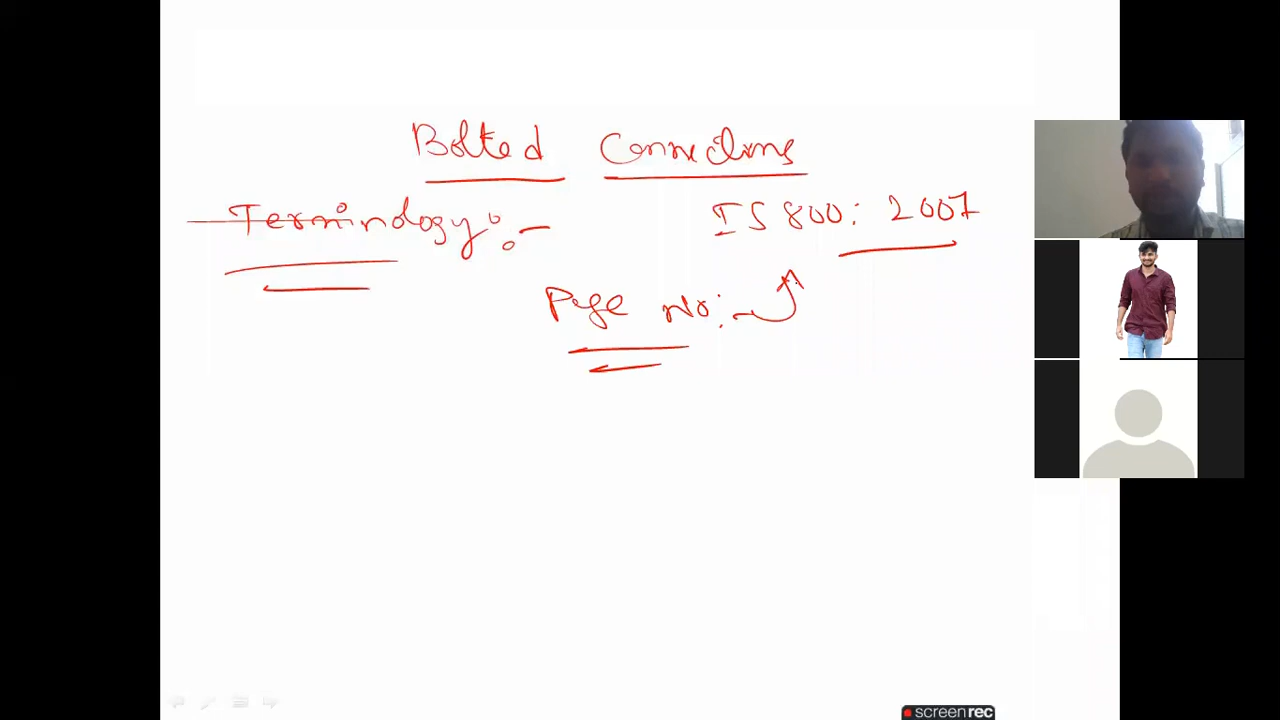 Bolted Connections
Terminology :- IS 800: 2007
Page No:-
screenrec